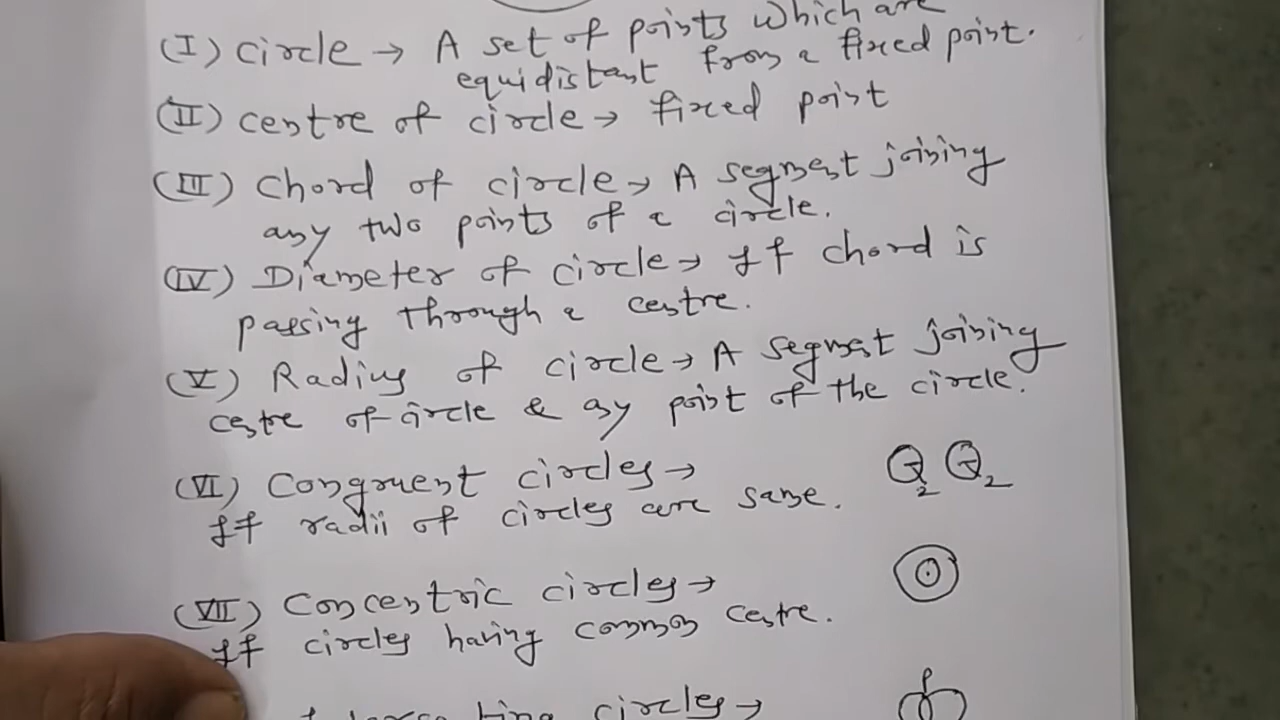 (I) Circle → A set of points which are
equidistant from a fixed point.
(II) centre of circle → fixed point
(III) Chord of circle → A segment joining
any two points of a circle.
(IV) Diameter of circle → If chord is
passing through a centre.
(V) Radius of circle → A segment joining
centre of circle & any point of the circle.
(VI) Congruent circles →
If radii of circles are same.
2 2
(VII) Concentric circles →
If circles having common centre.
circles →